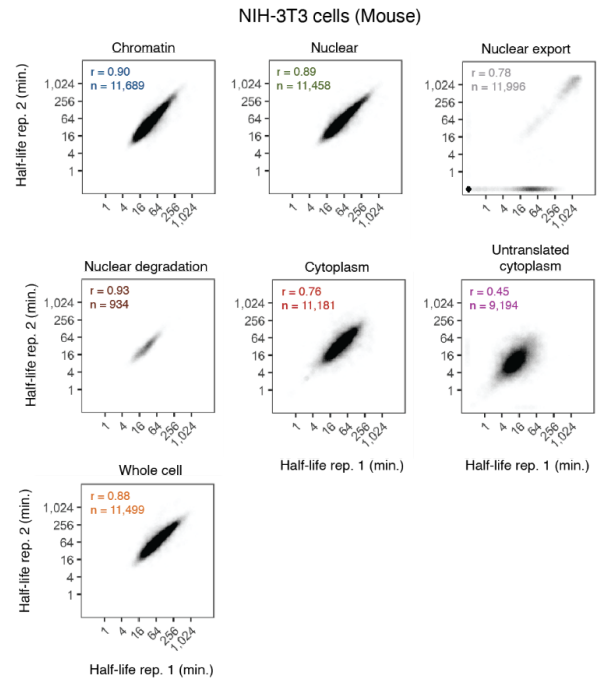 NIH-3T3 cells (Mouse)
Chromatin
Nuclear
Nuclear export
Half-life rep. 2 (min.)
r = 0.90
n = 11,689
1,024
256
64
16
4
1
1
4
16
64
256
1,024
r = 0.89
n = 11,458
1,024
256
64
16
4
1
1
4
16
64
256
1,024
r = 0.78
n = 11,996
1,024
256
64
16
4
1
1
4
16
64
256
1,024
Nuclear degradation
Cytoplasm
Untranslated
cytoplasm
Half-life rep. 2 (min.)
r = 0.93
n = 934
1,024
256
64
16
4
1
1
4
16
64
256
1,024
r = 0.76
n = 11,181
1,024
256
64
16
4
1
1
4
16
64
256
1,024
Half-life rep. 1 (min.)
r = 0.45
n = 9,194
1,024
256
64
16
4
1
1
4
16
64
256
1,024
Half-life rep. 1 (min.)
Whole cell
Half-life rep. 2 (min.)
r = 0.88
n = 11,499
1,024
256
64
16
4
1
1
4
16
64
256
1,024
Half-life rep. 1 (min.)